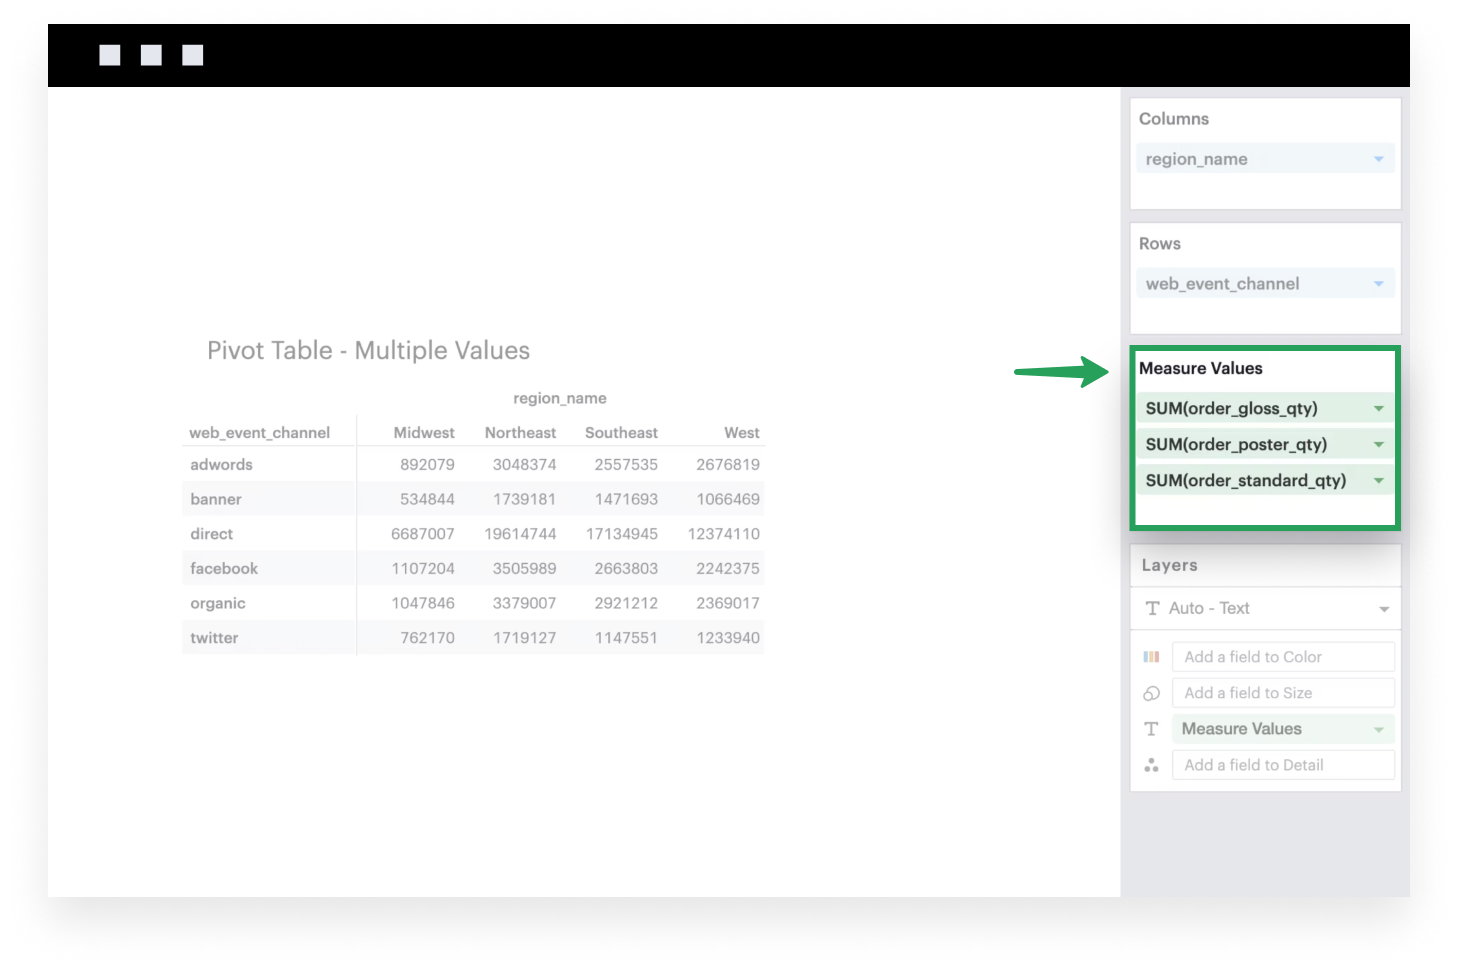 Columns
region_name
Rows
web_event_channel
Pivot Table - Multiple Values
region_name
web_event_channel Midwest Northeast Southeast West
adwords 892079 3048374 2557535 2676819
banner 534844 1739181 1471693 1066469
direct 6687007 19614744 17134945 12374110
facebook 1107204 3505989 2663803 2242375
organic 1047846 3379007 2921212 2369017
twitter 762170 1719127 1147551 1233940
Measure Values
SUM(order_gloss_qty)
SUM(order_poster_qty)
SUM(order_standard_qty)
Layers
T Auto - Text
Add a field to Color
Add a field to Size
T Measure Values
Add a field to Detail